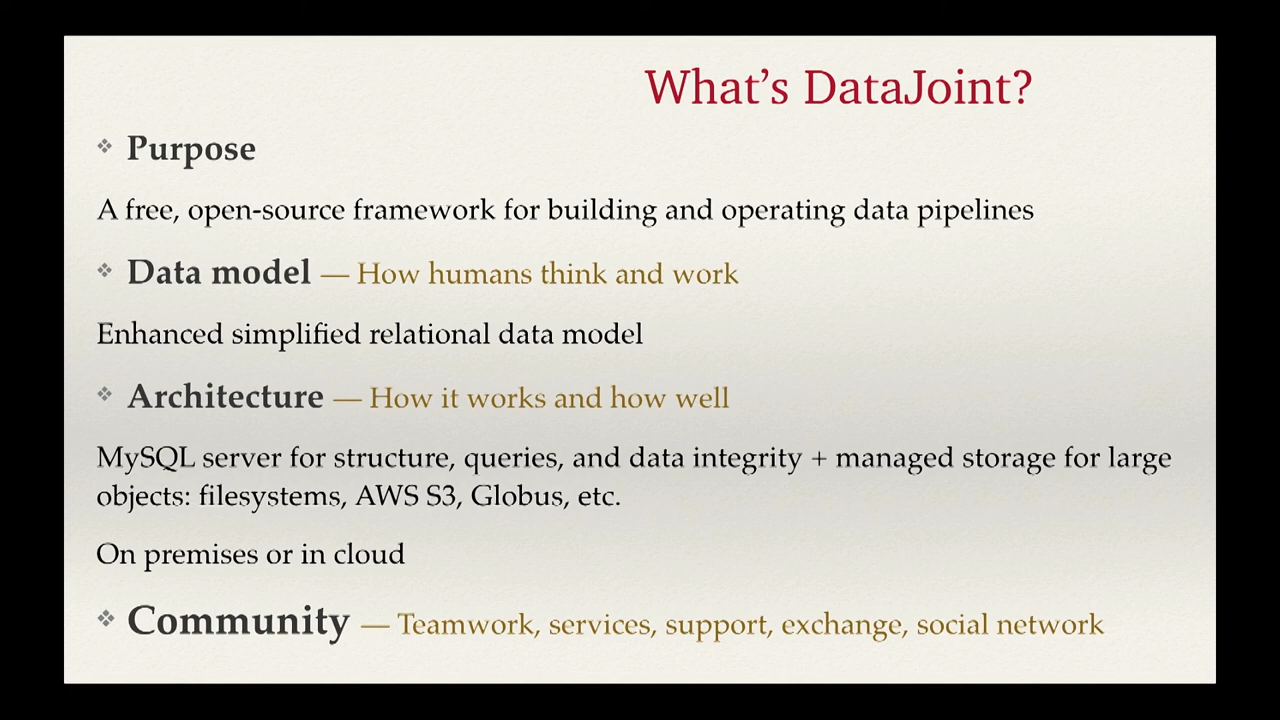 What's DataJoint?
❖ Purpose
A free, open-source framework for building and operating data pipelines
❖ Data model — How humans think and work
Enhanced simplified relational data model
❖ Architecture — How it works and how well
MySQL server for structure, queries, and data integrity + managed storage for large
objects: filesystems, AWS S3, Globus, etc.
On premises or in cloud
❖ Community — Teamwork, services, support, exchange, social network